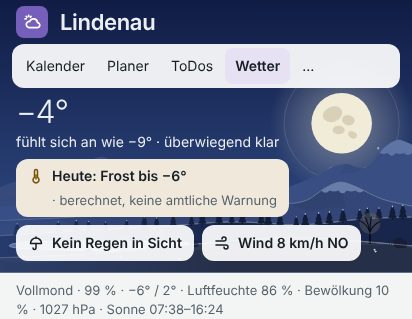 Lindenau
Kalender Planer ToDos Wetter ...
−4°
fühlt sich an wie −9° · überwiegend klar
Heute: Frost bis −6°
· berechnet, keine amtliche Warnung
Kein Regen in Sicht Wind 8 km/h NO
Vollmond · 99 % · −6° / 2° · Luftfeuchte 86 % · Bewölkung 10
% · 1027 hPa · Sonne 07:38–16:24